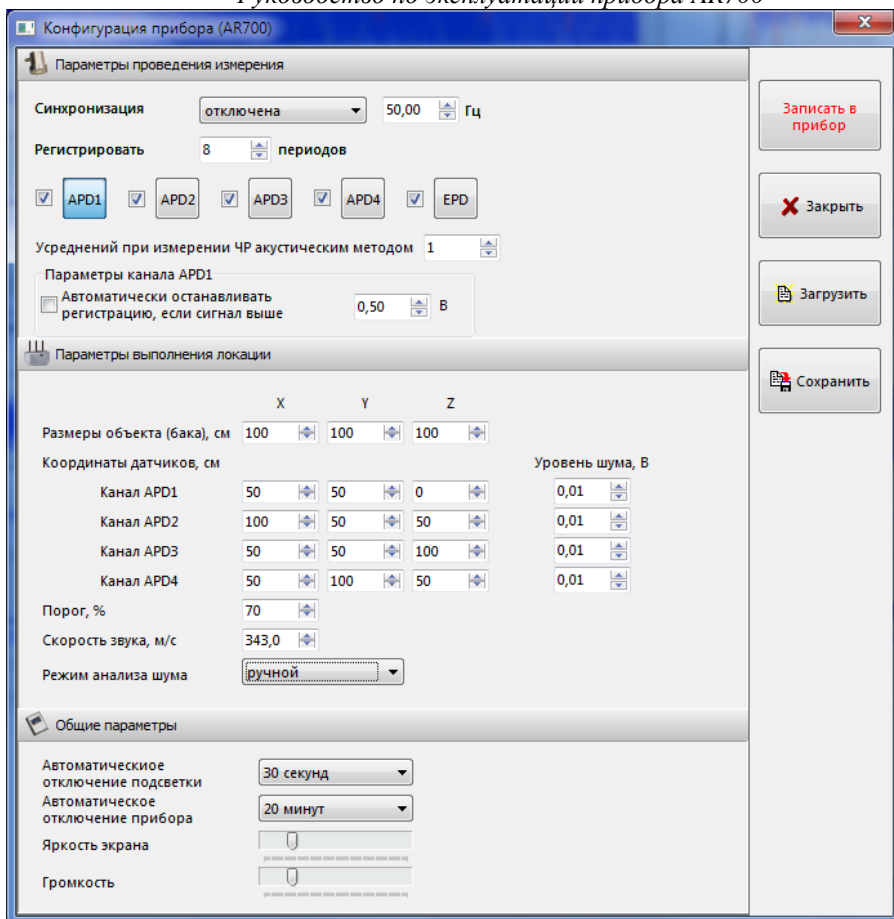 Руководство по эксплуатации прибора AR700
Конфигурация прибора (AR700)
Параметры проведения измерения
Синхронизация отключена 50,00 Гц
Регистрировать 8 периодов
APD1 APD2 APD3 APD4 EPD
Усреднений при измерении ЧР акустическим методом 1
Параметры канала APD1
Автоматически останавливать
регистрацию, если сигнал выше 0,50 В
Параметры выполнения локации
X Y Z
Размеры объекта (бака), см 100 100 100
Координаты датчиков, см Уровень шума, В
Канал APD1 50 50 0 0,01
Канал APD2 100 50 50 0,01
Канал APD3 50 50 100 0,01
Канал APD4 50 100 50 0,01
Порог, % 70
Скорость звука, м/с 343,0
Режим анализа шума ручной
Общие параметры
Автоматичекиое
отключение подсветки 30 секунд
Автоматическое
отключение прибора 20 минут
Яркость экрана
Громкость
Записать в
прибор
Закрыть
Загрузить
Сохранить